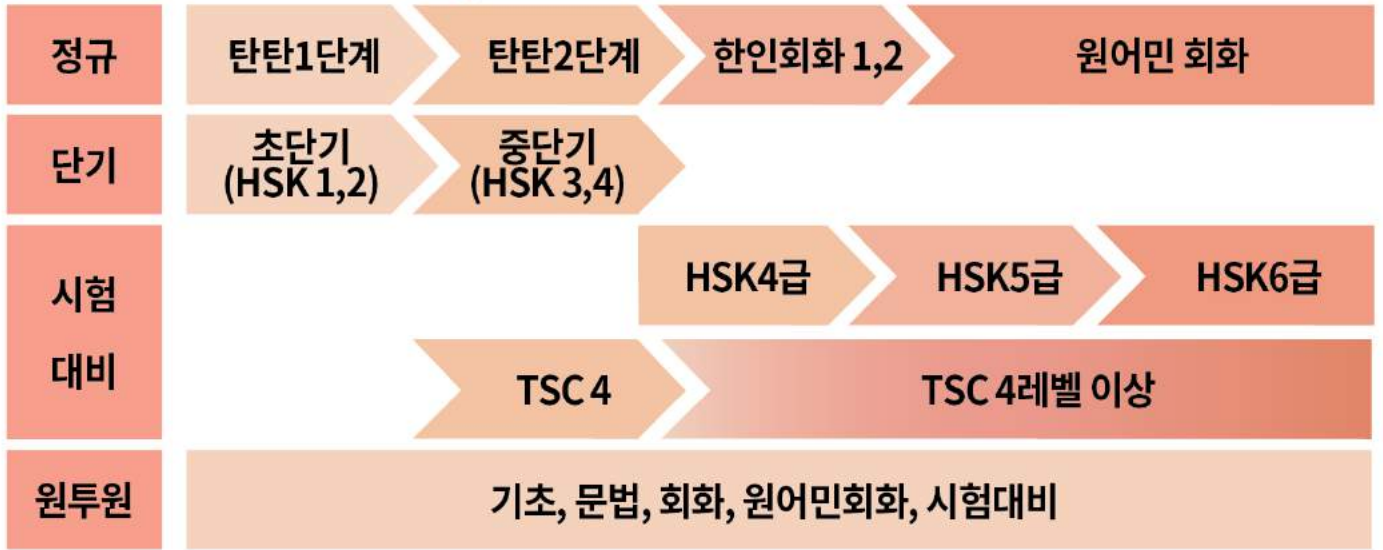 정규
탄탄1단계
탄탄2단계
한인회화 1,2
원어민 회화
단기
초단기
(HSK 1,2)
중단기
(HSK 3,4)
시험
대비
HSK4급
HSK5급
HSK6급
TSC 4
TSC 4레벨 이상
원투원
기초, 문법, 회화, 원어민회화, 시험대비